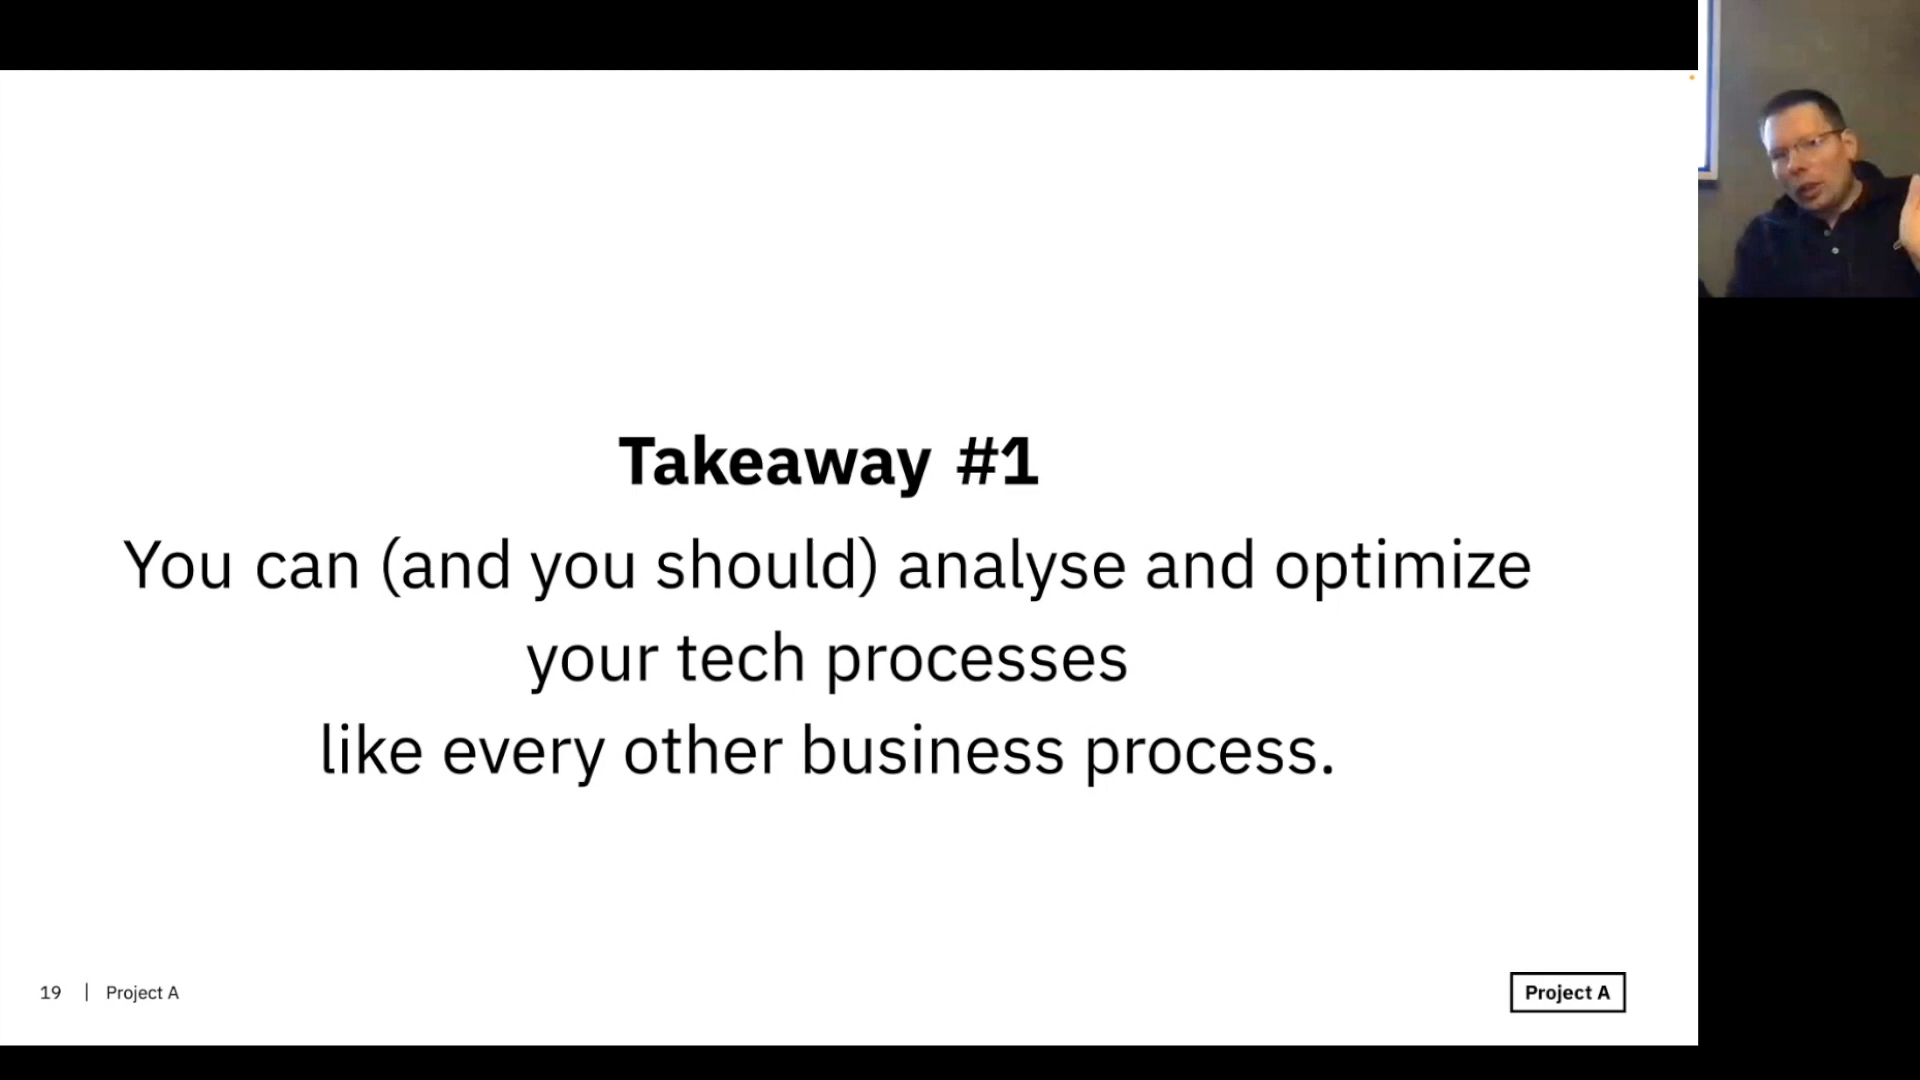 Takeaway #1
You can (and you should) analyse and optimize
your tech processes
like every other business process.
19 | Project A
Project A